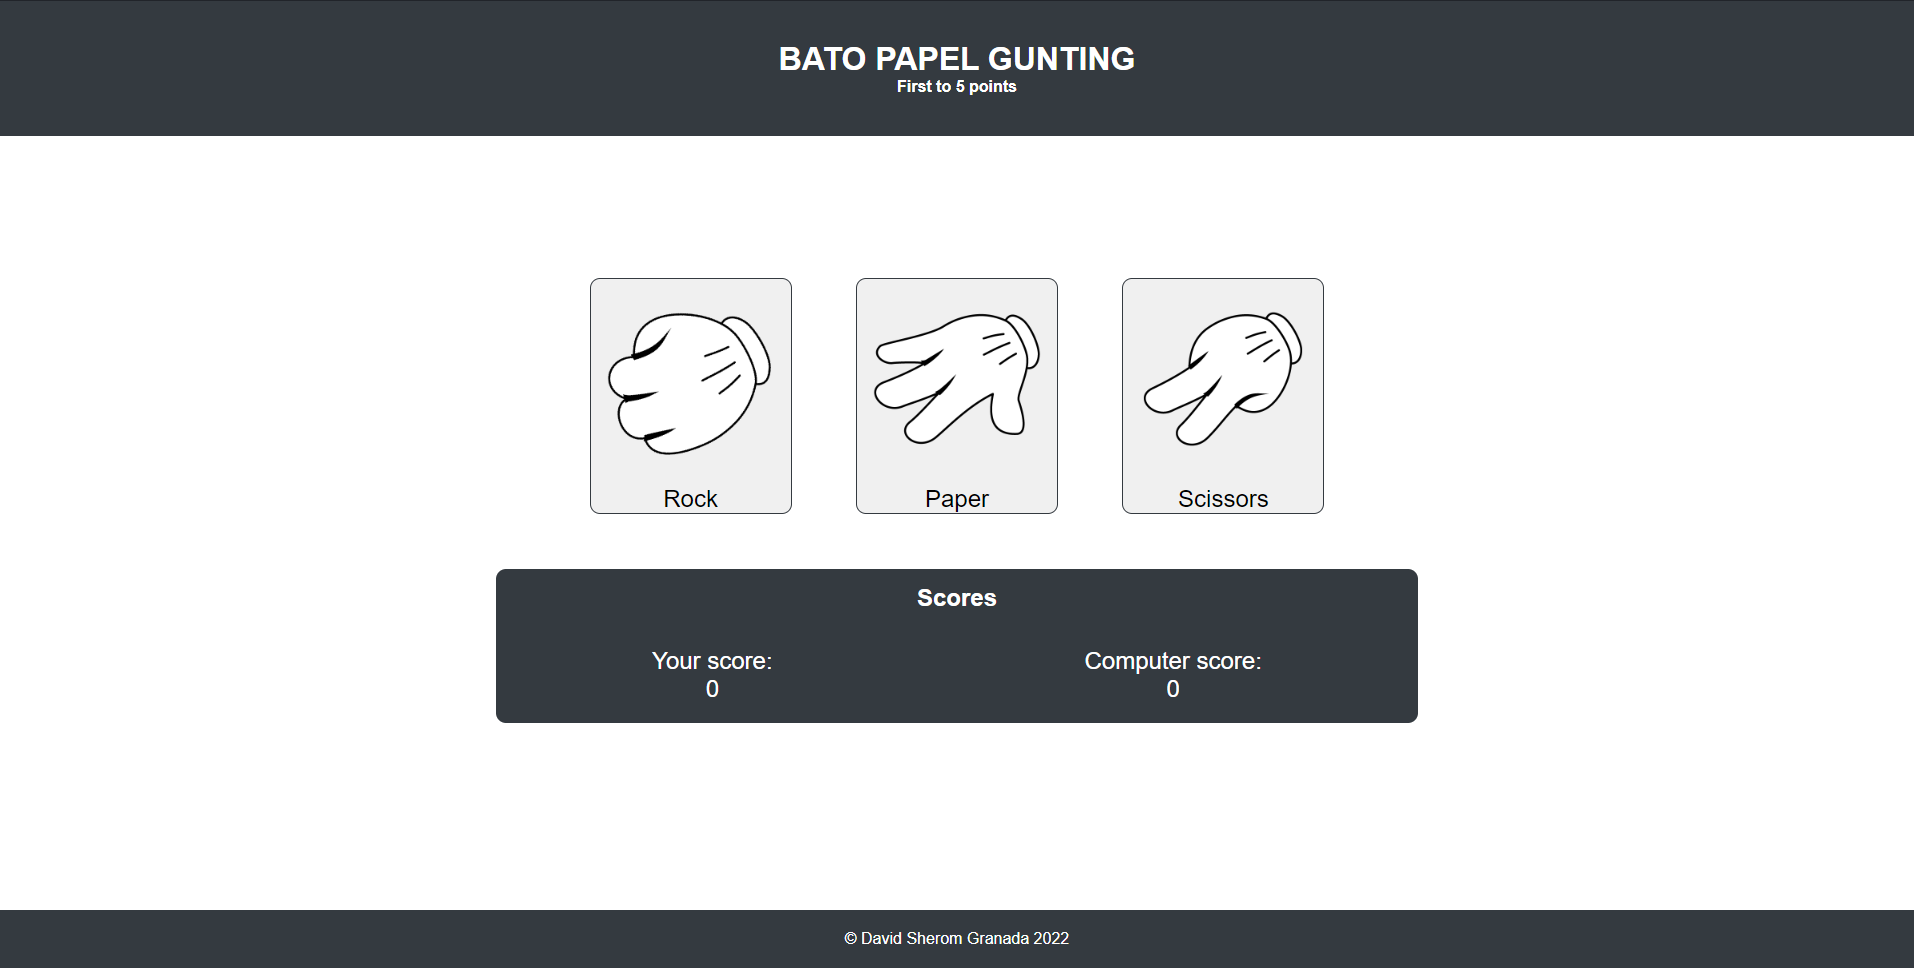 BATO PAPEL GUNTING
First to 5 points
Rock
Paper
Scissors
Scores
Your score:
0
Computer score:
0
© David Sherom Granada 2022